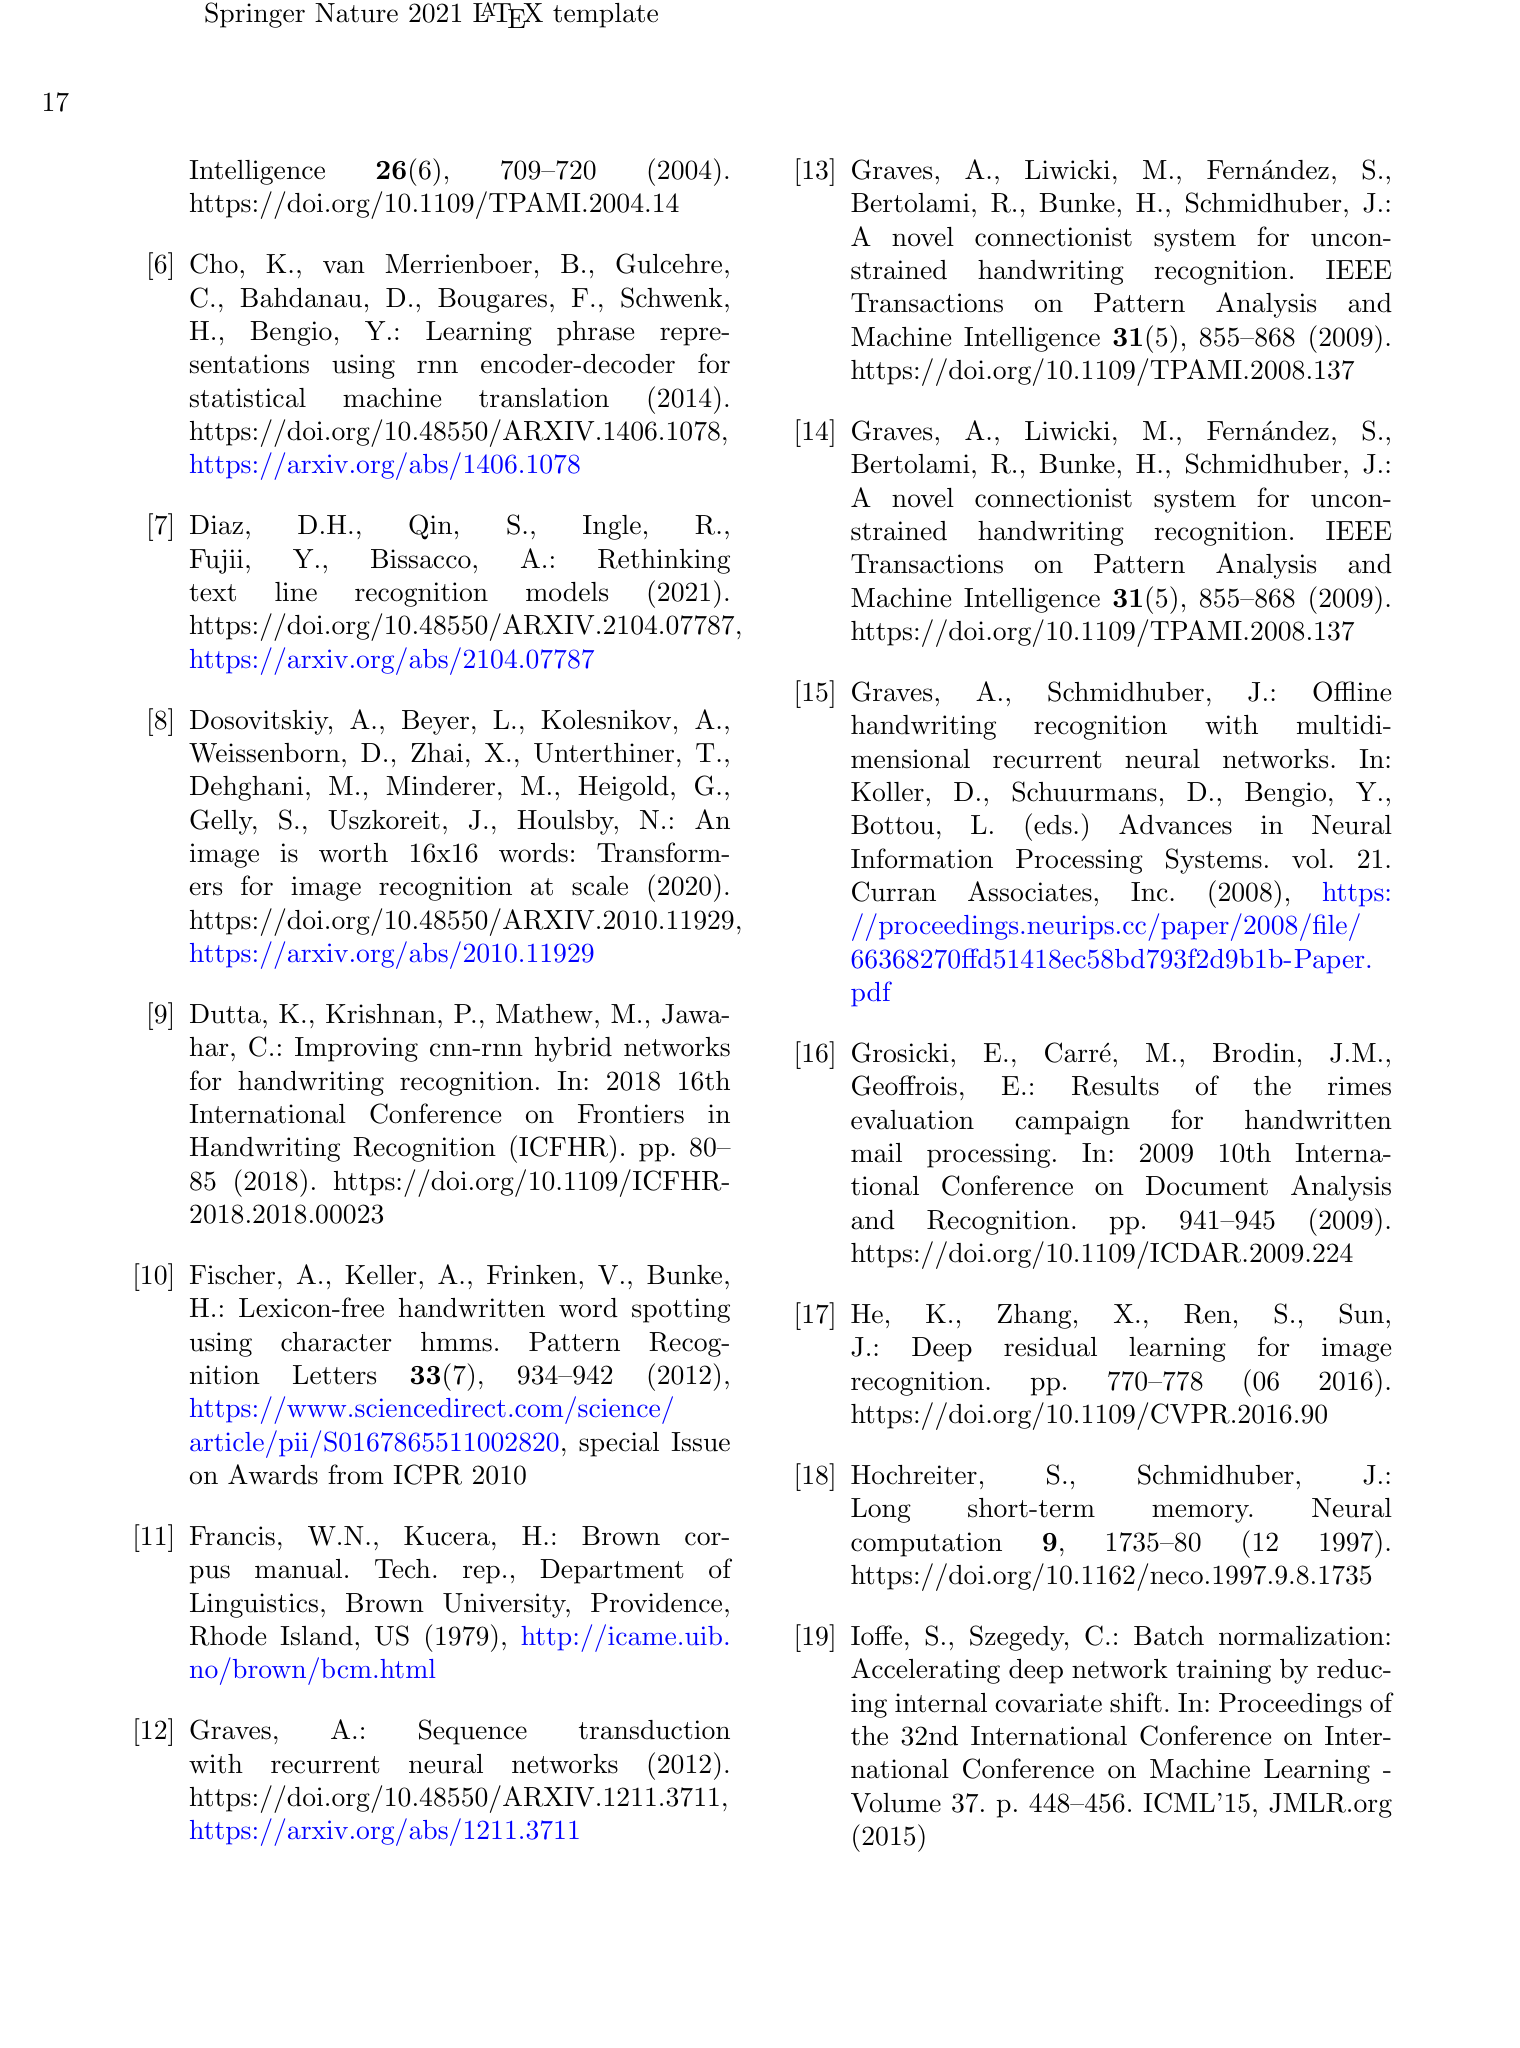 Springer Nature 2021 LATEX template
17
Intelligence 26(6), 709–720 (2004).
https://doi.org/10.1109/TPAMI.2004.14
[6] Cho, K., van Merrienboer, B., Gulcehre,
C., Bahdanau, D., Bougares, F., Schwenk,
H., Bengio, Y.: Learning phrase repre-
sentations using rnn encoder-decoder for
statistical machine translation (2014).
https://doi.org/10.48550/ARXIV.1406.1078,
https://arxiv.org/abs/1406.1078
[7] Diaz, D.H., Qin, S., Ingle, R.,
Fujii, Y., Bissacco, A.: Rethinking
text line recognition models (2021).
https://doi.org/10.48550/ARXIV.2104.07787,
https://arxiv.org/abs/2104.07787
[8] Dosovitskiy, A., Beyer, L., Kolesnikov, A.,
Weissenborn, D., Zhai, X., Unterthiner, T.,
Dehghani, M., Minderer, M., Heigold, G.,
Gelly, S., Uszkoreit, J., Houlsby, N.: An
image is worth 16x16 words: Transform-
ers for image recognition at scale (2020).
https://doi.org/10.48550/ARXIV.2010.11929,
https://arxiv.org/abs/2010.11929
[9] Dutta, K., Krishnan, P., Mathew, M., Jawa-
har, C.: Improving cnn-rnn hybrid networks
for handwriting recognition. In: 2018 16th
International Conference on Frontiers in
Handwriting Recognition (ICFHR). pp. 80–
85 (2018). https://doi.org/10.1109/ICFHR-
2018.2018.00023
[10] Fischer, A., Keller, A., Frinken, V., Bunke,
H.: Lexicon-free handwritten word spotting
using character hmms. Pattern Recog-
nition Letters 33(7), 934–942 (2012),
https://www.sciencedirect.com/science/
article/pii/S0167865511002820, special Issue
on Awards from ICPR 2010
[11] Francis, W.N., Kucera, H.: Brown cor-
pus manual. Tech. rep., Department of
Linguistics, Brown University, Providence,
Rhode Island, US (1979), http://icame.uib.
no/brown/bcm.html
[12] Graves, A.: Sequence transduction
with recurrent neural networks (2012).
https://doi.org/10.48550/ARXIV.1211.3711,
https://arxiv.org/abs/1211.3711
[13] Graves, A., Liwicki, M., Fernández, S.,
Bertolami, R., Bunke, H., Schmidhuber, J.:
A novel connectionist system for uncon-
strained handwriting recognition. IEEE
Transactions on Pattern Analysis and
Machine Intelligence 31(5), 855–868 (2009).
https://doi.org/10.1109/TPAMI.2008.137
[14] Graves, A., Liwicki, M., Fernández, S.,
Bertolami, R., Bunke, H., Schmidhuber, J.:
A novel connectionist system for uncon-
strained handwriting recognition. IEEE
Transactions on Pattern Analysis and
Machine Intelligence 31(5), 855–868 (2009).
https://doi.org/10.1109/TPAMI.2008.137
[15] Graves, A., Schmidhuber, J.: Offline
handwriting recognition with multidi-
mensional recurrent neural networks. In:
Koller, D., Schuurmans, D., Bengio, Y.,
Bottou, L. (eds.) Advances in Neural
Information Processing Systems. vol. 21.
Curran Associates, Inc. (2008), https:
//proceedings.neurips.cc/paper/2008/file/
66368270ffd51418ec58bd793f2d9b1b-Paper.
pdf
[16] Grosicki, E., Carré, M., Brodin, J.M.,
Geoffrois, E.: Results of the rimes
evaluation campaign for handwritten
mail processing. In: 2009 10th Interna-
tional Conference on Document Analysis
and Recognition. pp. 941–945 (2009).
https://doi.org/10.1109/ICDAR.2009.224
[17] He, K., Zhang, X., Ren, S., Sun,
J.: Deep residual learning for image
recognition. pp. 770–778 (06 2016).
https://doi.org/10.1109/CVPR.2016.90
[18] Hochreiter, S., Schmidhuber, J.:
Long short-term memory. Neural
computation 9, 1735–80 (12 1997).
https://doi.org/10.1162/neco.1997.9.8.1735
[19] Ioffe, S., Szegedy, C.: Batch normalization:
Accelerating deep network training by reduc-
ing internal covariate shift. In: Proceedings of
the 32nd International Conference on Inter-
national Conference on Machine Learning -
Volume 37. p. 448–456. ICML'15, JMLR.org
(2015)